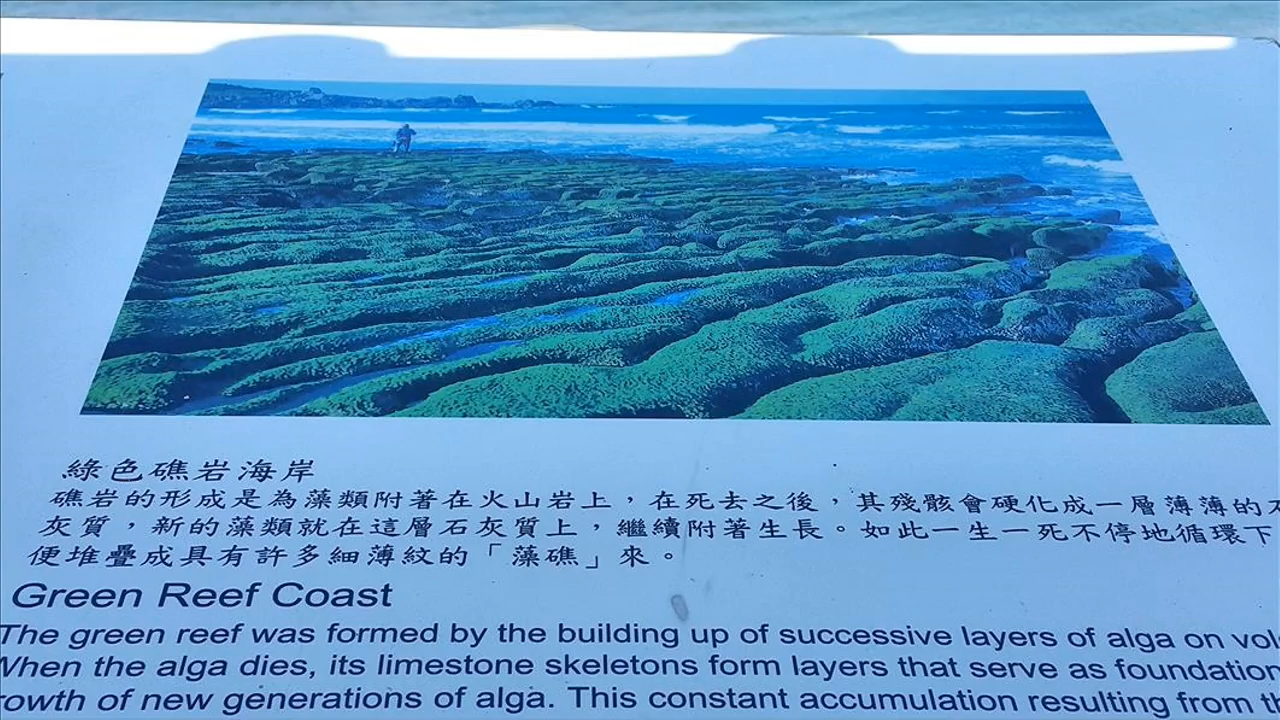 綠色礁岩海岸
礁岩的形成是為藻類附著在火山岩上，在死去之後，其殘骸會硬化成一層薄薄的
灰質，新的藻類就在這層石灰質上，繼續附著生長。如此一生一死不停地循環下
便堆疊成具有許多細薄紋的「藻礁」來。
Green Reef Coast
The green reef was formed by the building up of successive layers of alga on
When the alga dies, its limestone skeletons form layers that serve as foundation
of new generations of alga. This constant accumulation resulting from